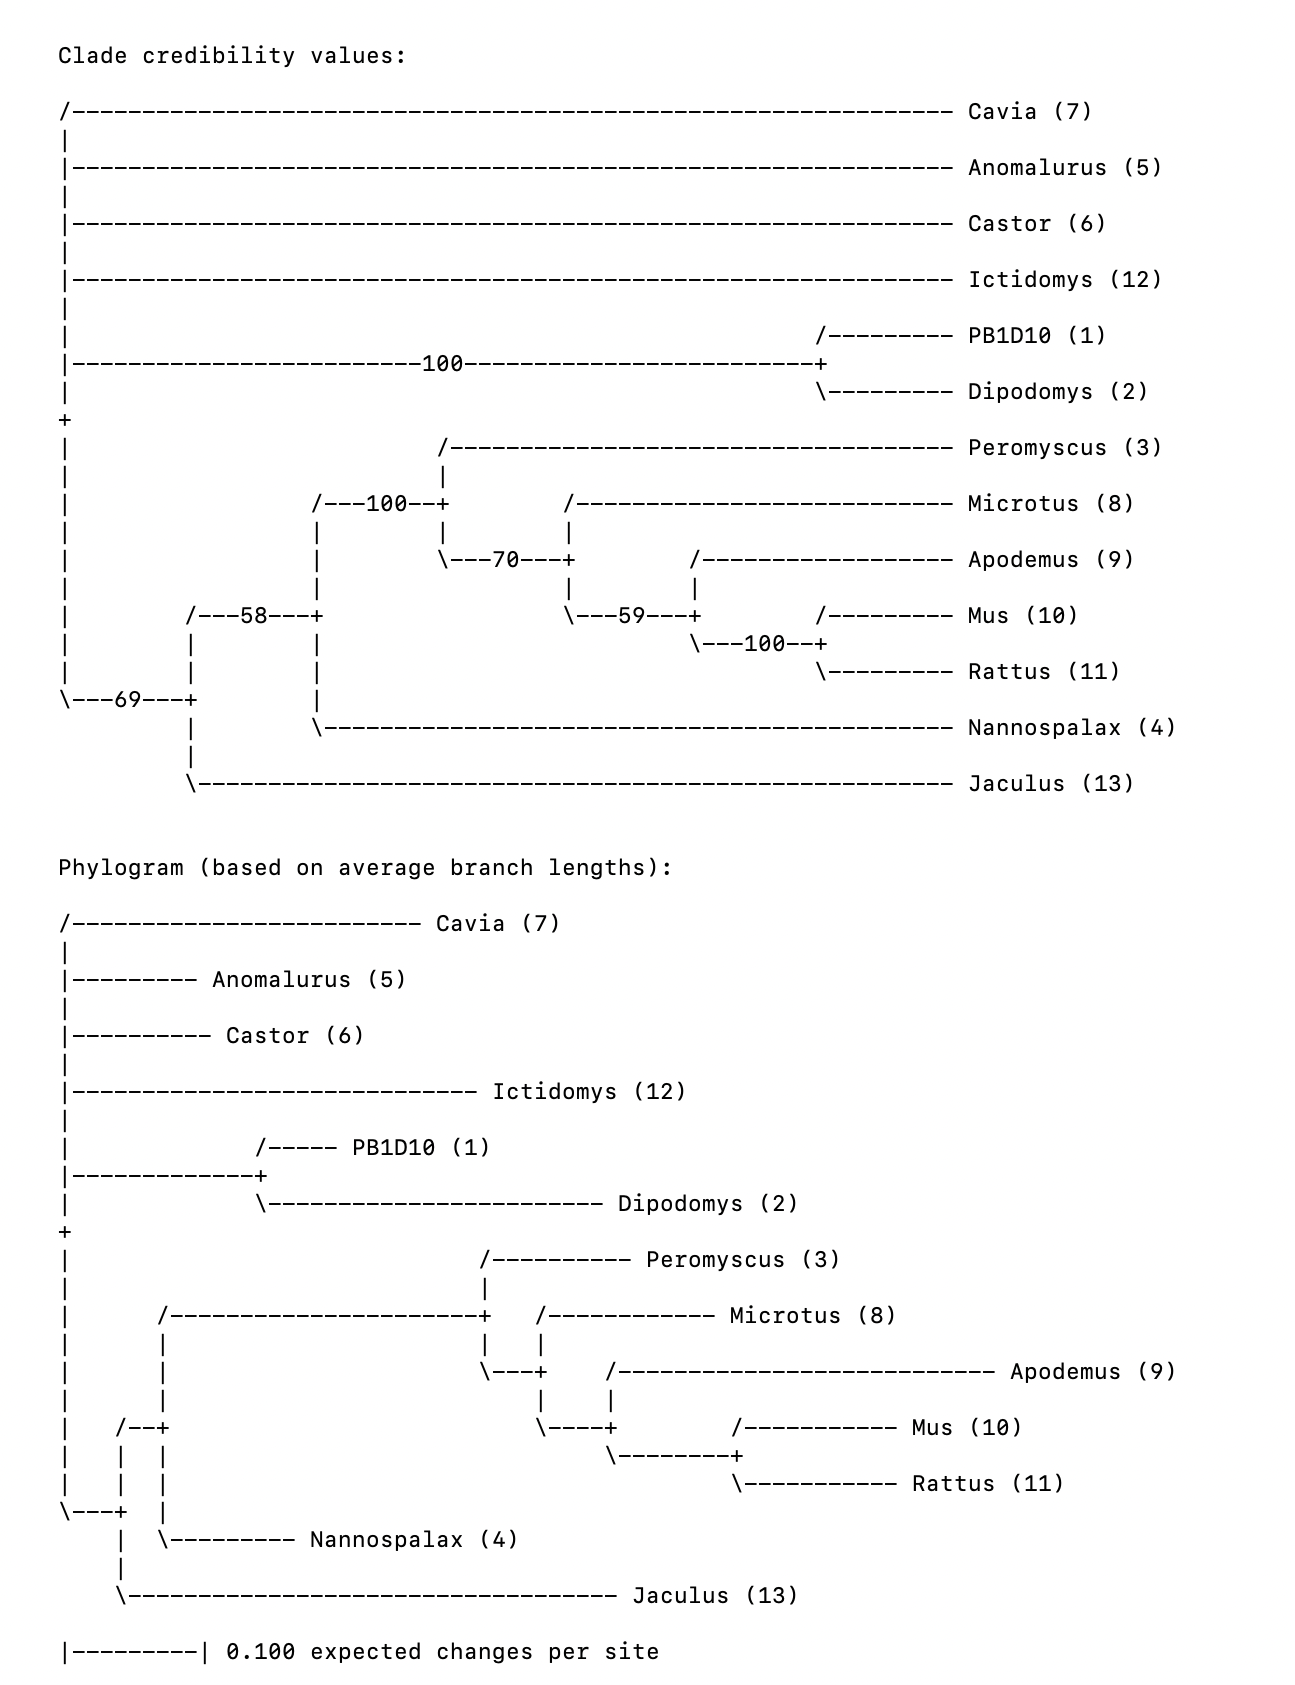 Clade credibility values:
Cavia (7)
Anomalurus (5)
Castor (6)
Ictidomys (12)
PB1D10 (1)
100
Dipodomys (2)
Peromyscus (3)
100 Microtus (8)
70 Apodemus (9)
58 59 Mus (10)
100
Rattus (11)
69
Nannospalax (4)
Jaculus (13)
Phylogram (based on average branch lengths):
Cavia (7)
Anomalurus (5)
Castor (6)
Ictidomys (12)
PB1D10 (1)
Dipodomys (2)
Peromyscus (3)
Microtus (8)
Apodemus (9)
Mus (10)
Rattus (11)
Nannospalax (4)
Jaculus (13)
|---------| 0.100 expected changes per site